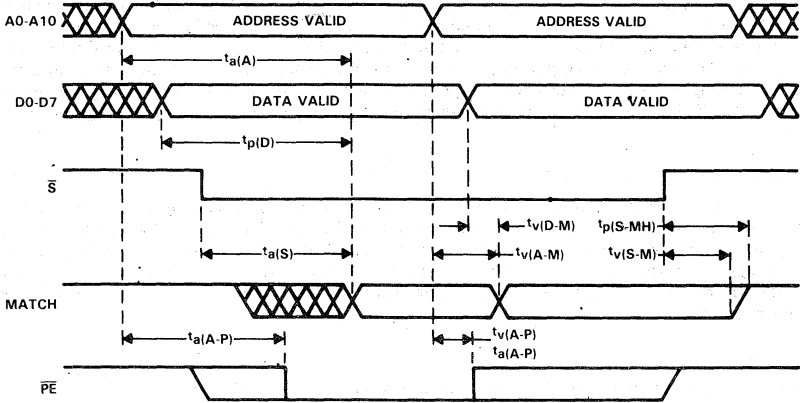 A0-A10
ADDRESS VALID
ADDRESS VALID
ta(A)
D0-D7
DATA VALID
DATA VALID
tp(D)
S̅
tv(D-M)
tp(S-MH)
ta(S)
tv(A-M)
tv(S-M)
MATCH
ta(A-P)
tv(A-P)
ta(A-P)
P̅E̅